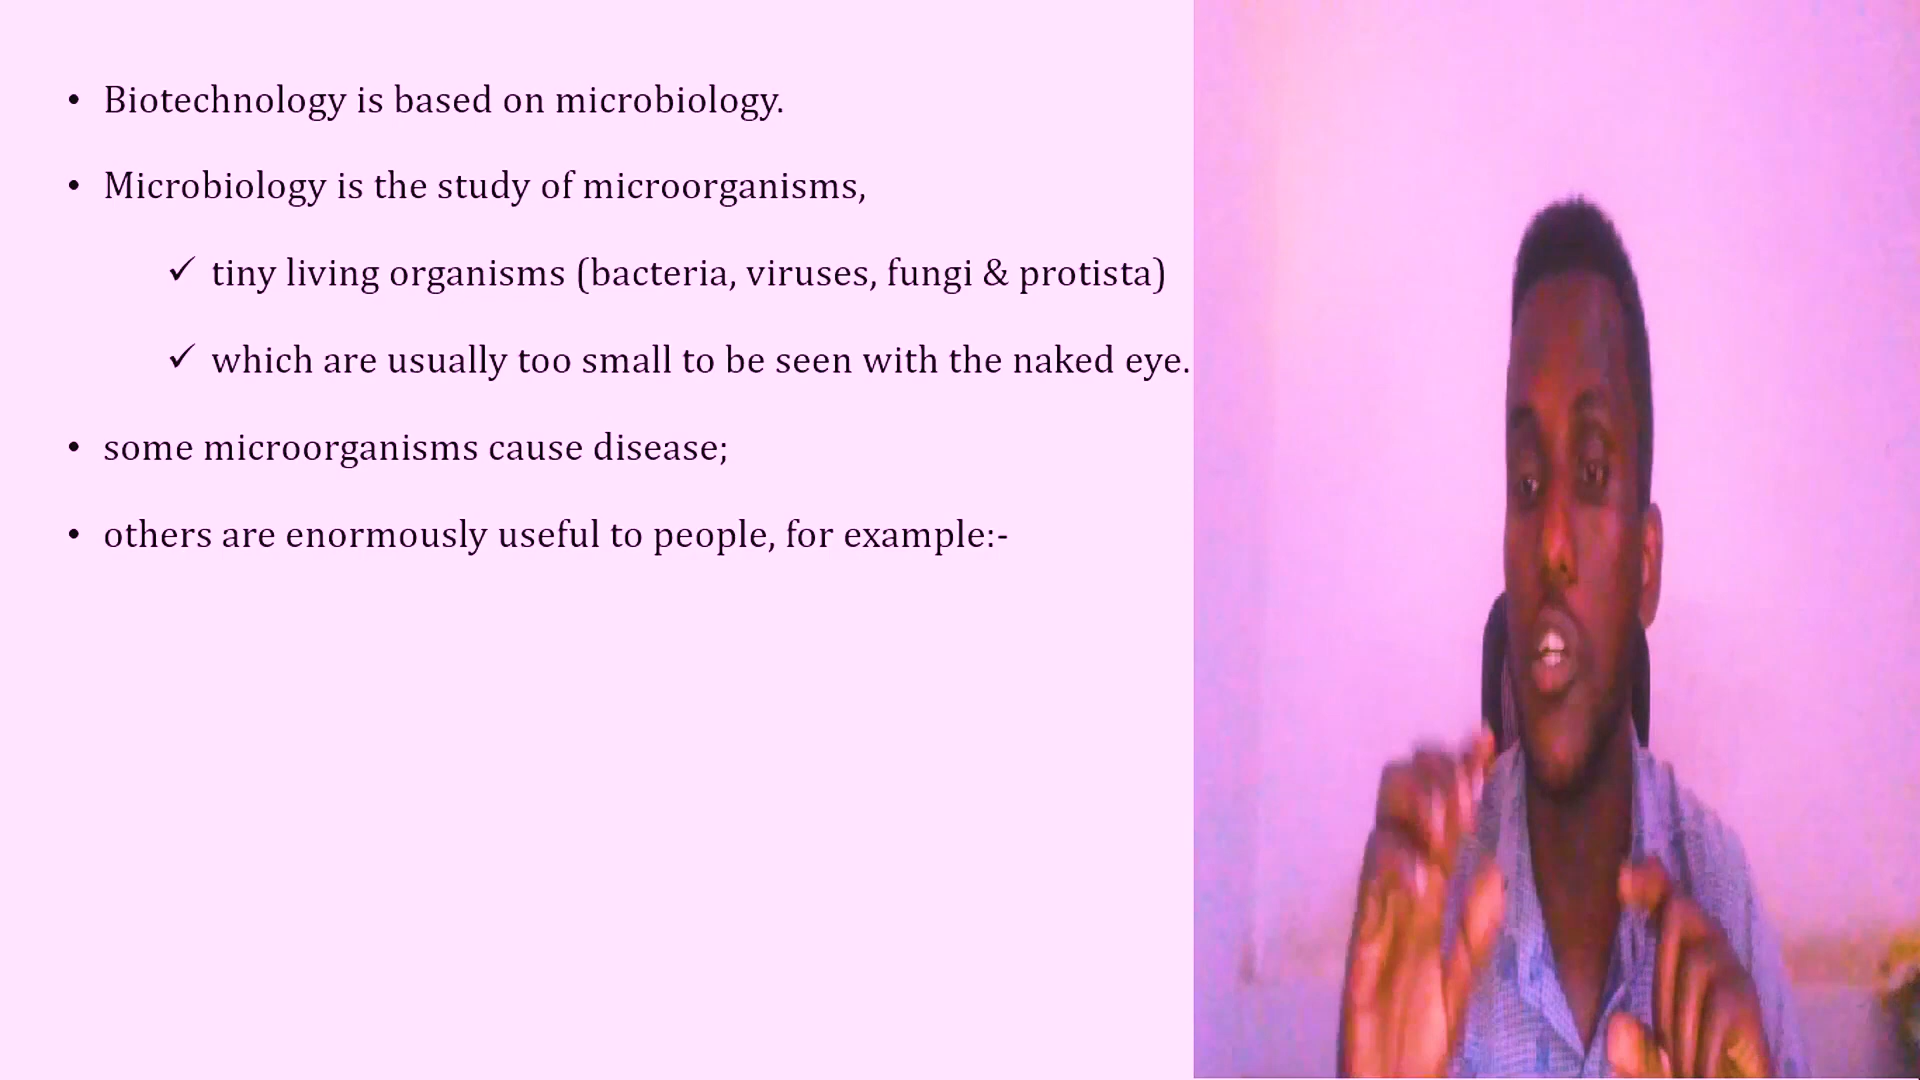 • Biotechnology is based on microbiology.
• Microbiology is the study of microorganisms,
✓ tiny living organisms (bacteria, viruses, fungi & protista)
✓ which are usually too small to be seen with the naked eye.
• some microorganisms cause disease;
• others are enormously useful to people, for example:-